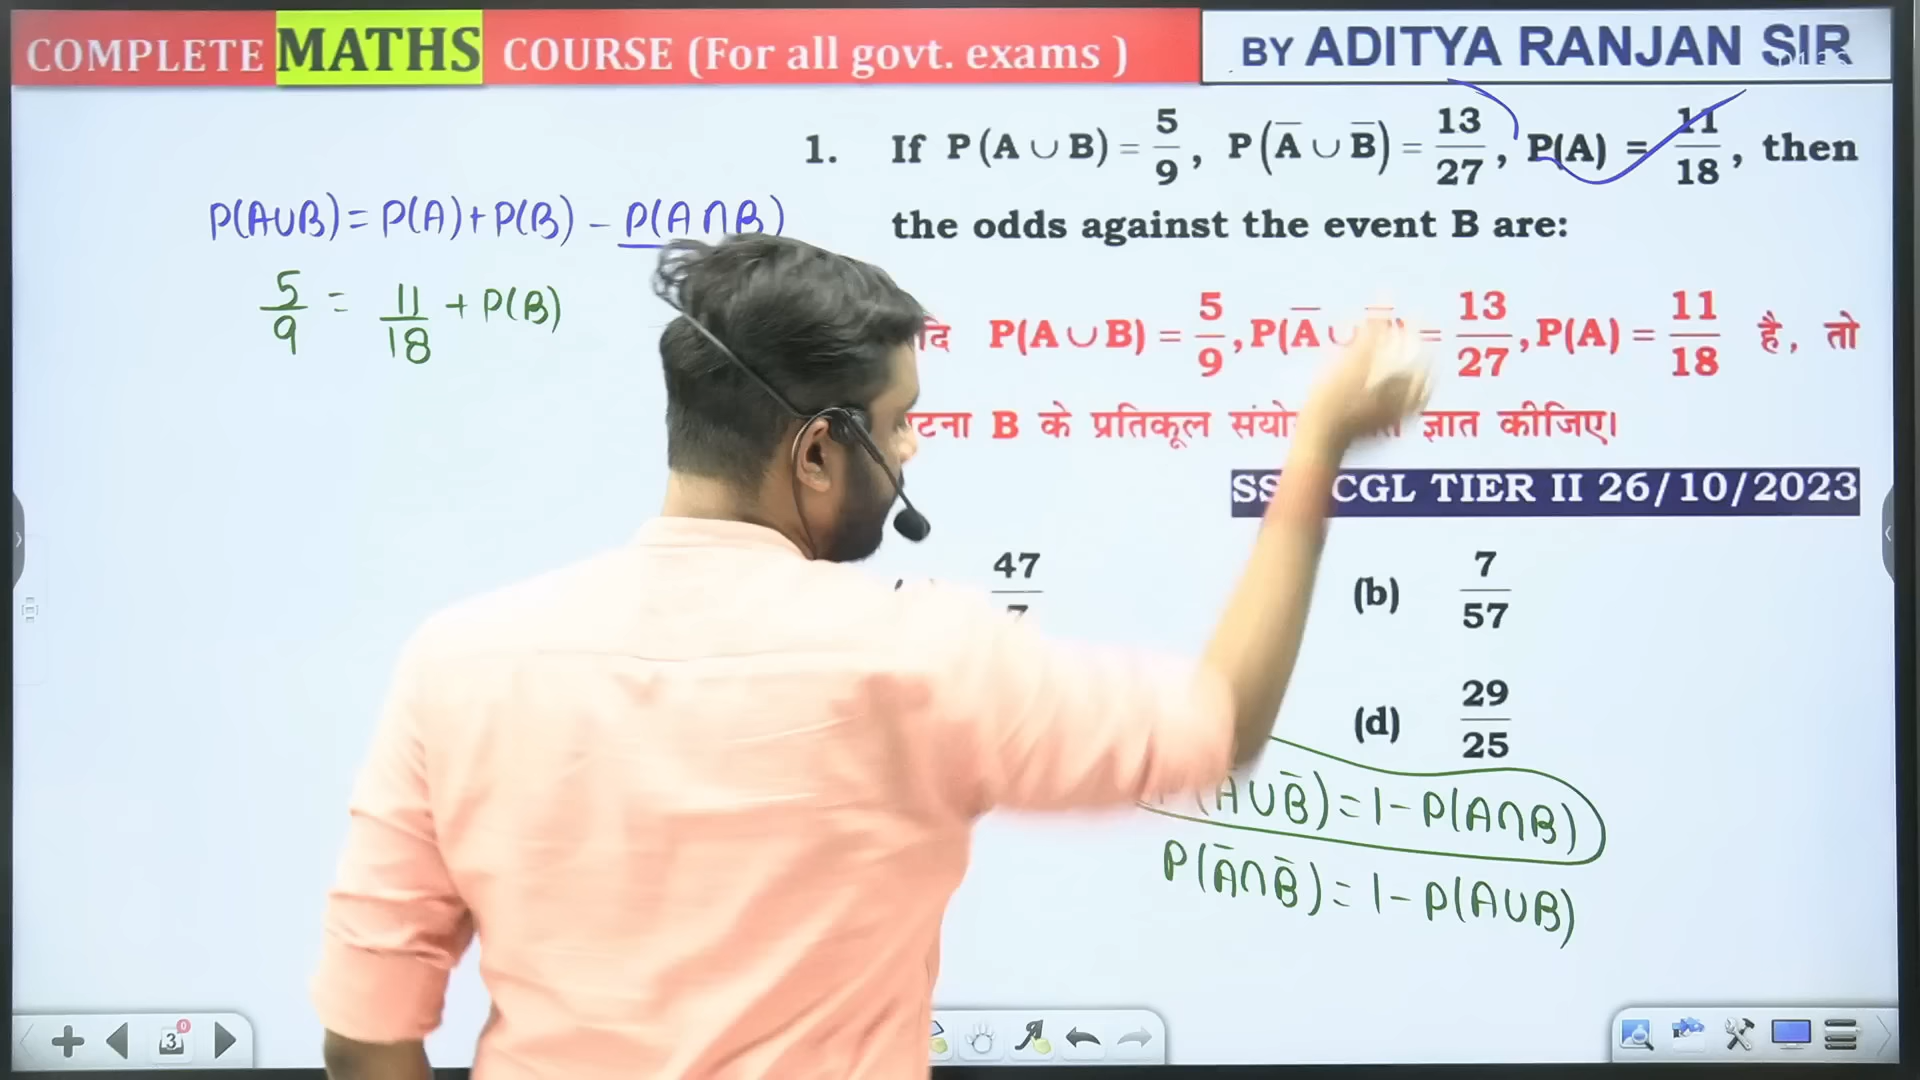 COMPLETE MATHS COURSE (For all govt. exams )
BY ADITYA RANJAN SIR
1. If P(A ∪ B) = 5/9, P(A̅ ∪ B̅) = 13/27, P(A) = 11/18, then
the odds against the event B are:
P(A∪B) = P(A) + P(B) − P(A∩B)
5/9 = 11/18 + P(B)
P(A ∪ B) = 5/9, P(A̅ ∪ = 13/27, P(A) = 11/18 है, तो
B के प्रतिकूल ज्ञात कीजिए।
CGL TIER II 26/10/2023
47
(b) 7/57
(d) 29/25
A̅∪B̅) = 1 − P(A∩B)
P(A̅∩B̅) = 1 − P(A∪B)
3
0